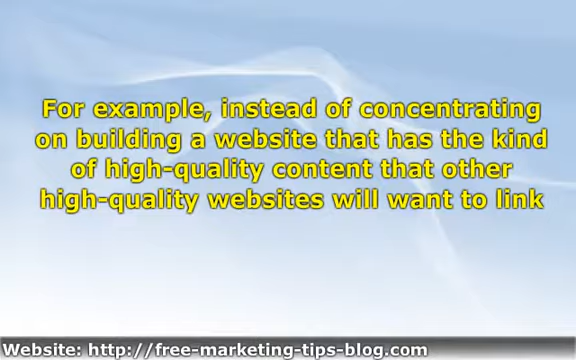 For example, instead of concentrating
on building a website that has the kind
of high-quality content that other
high-quality websites will want to link
Website: http://free-marketing-tips-blog.com